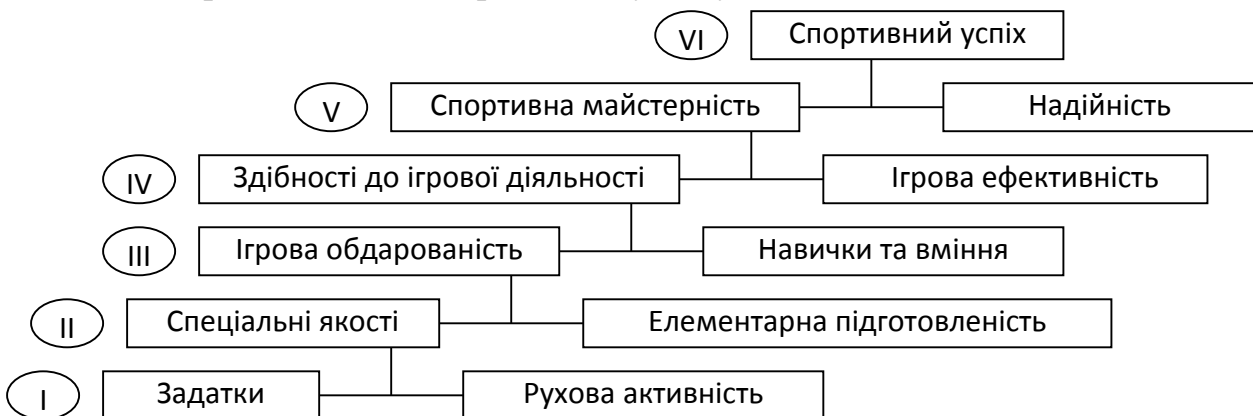 VI Спортивний успіх
V Спортивна майстерність Надійність
IV Здібності до ігрової діяльності Ігрова ефективність
III Ігрова обдарованість Навички та вміння
II Спеціальні якості Елементарна підготовленість
I Задатки Рухова активність